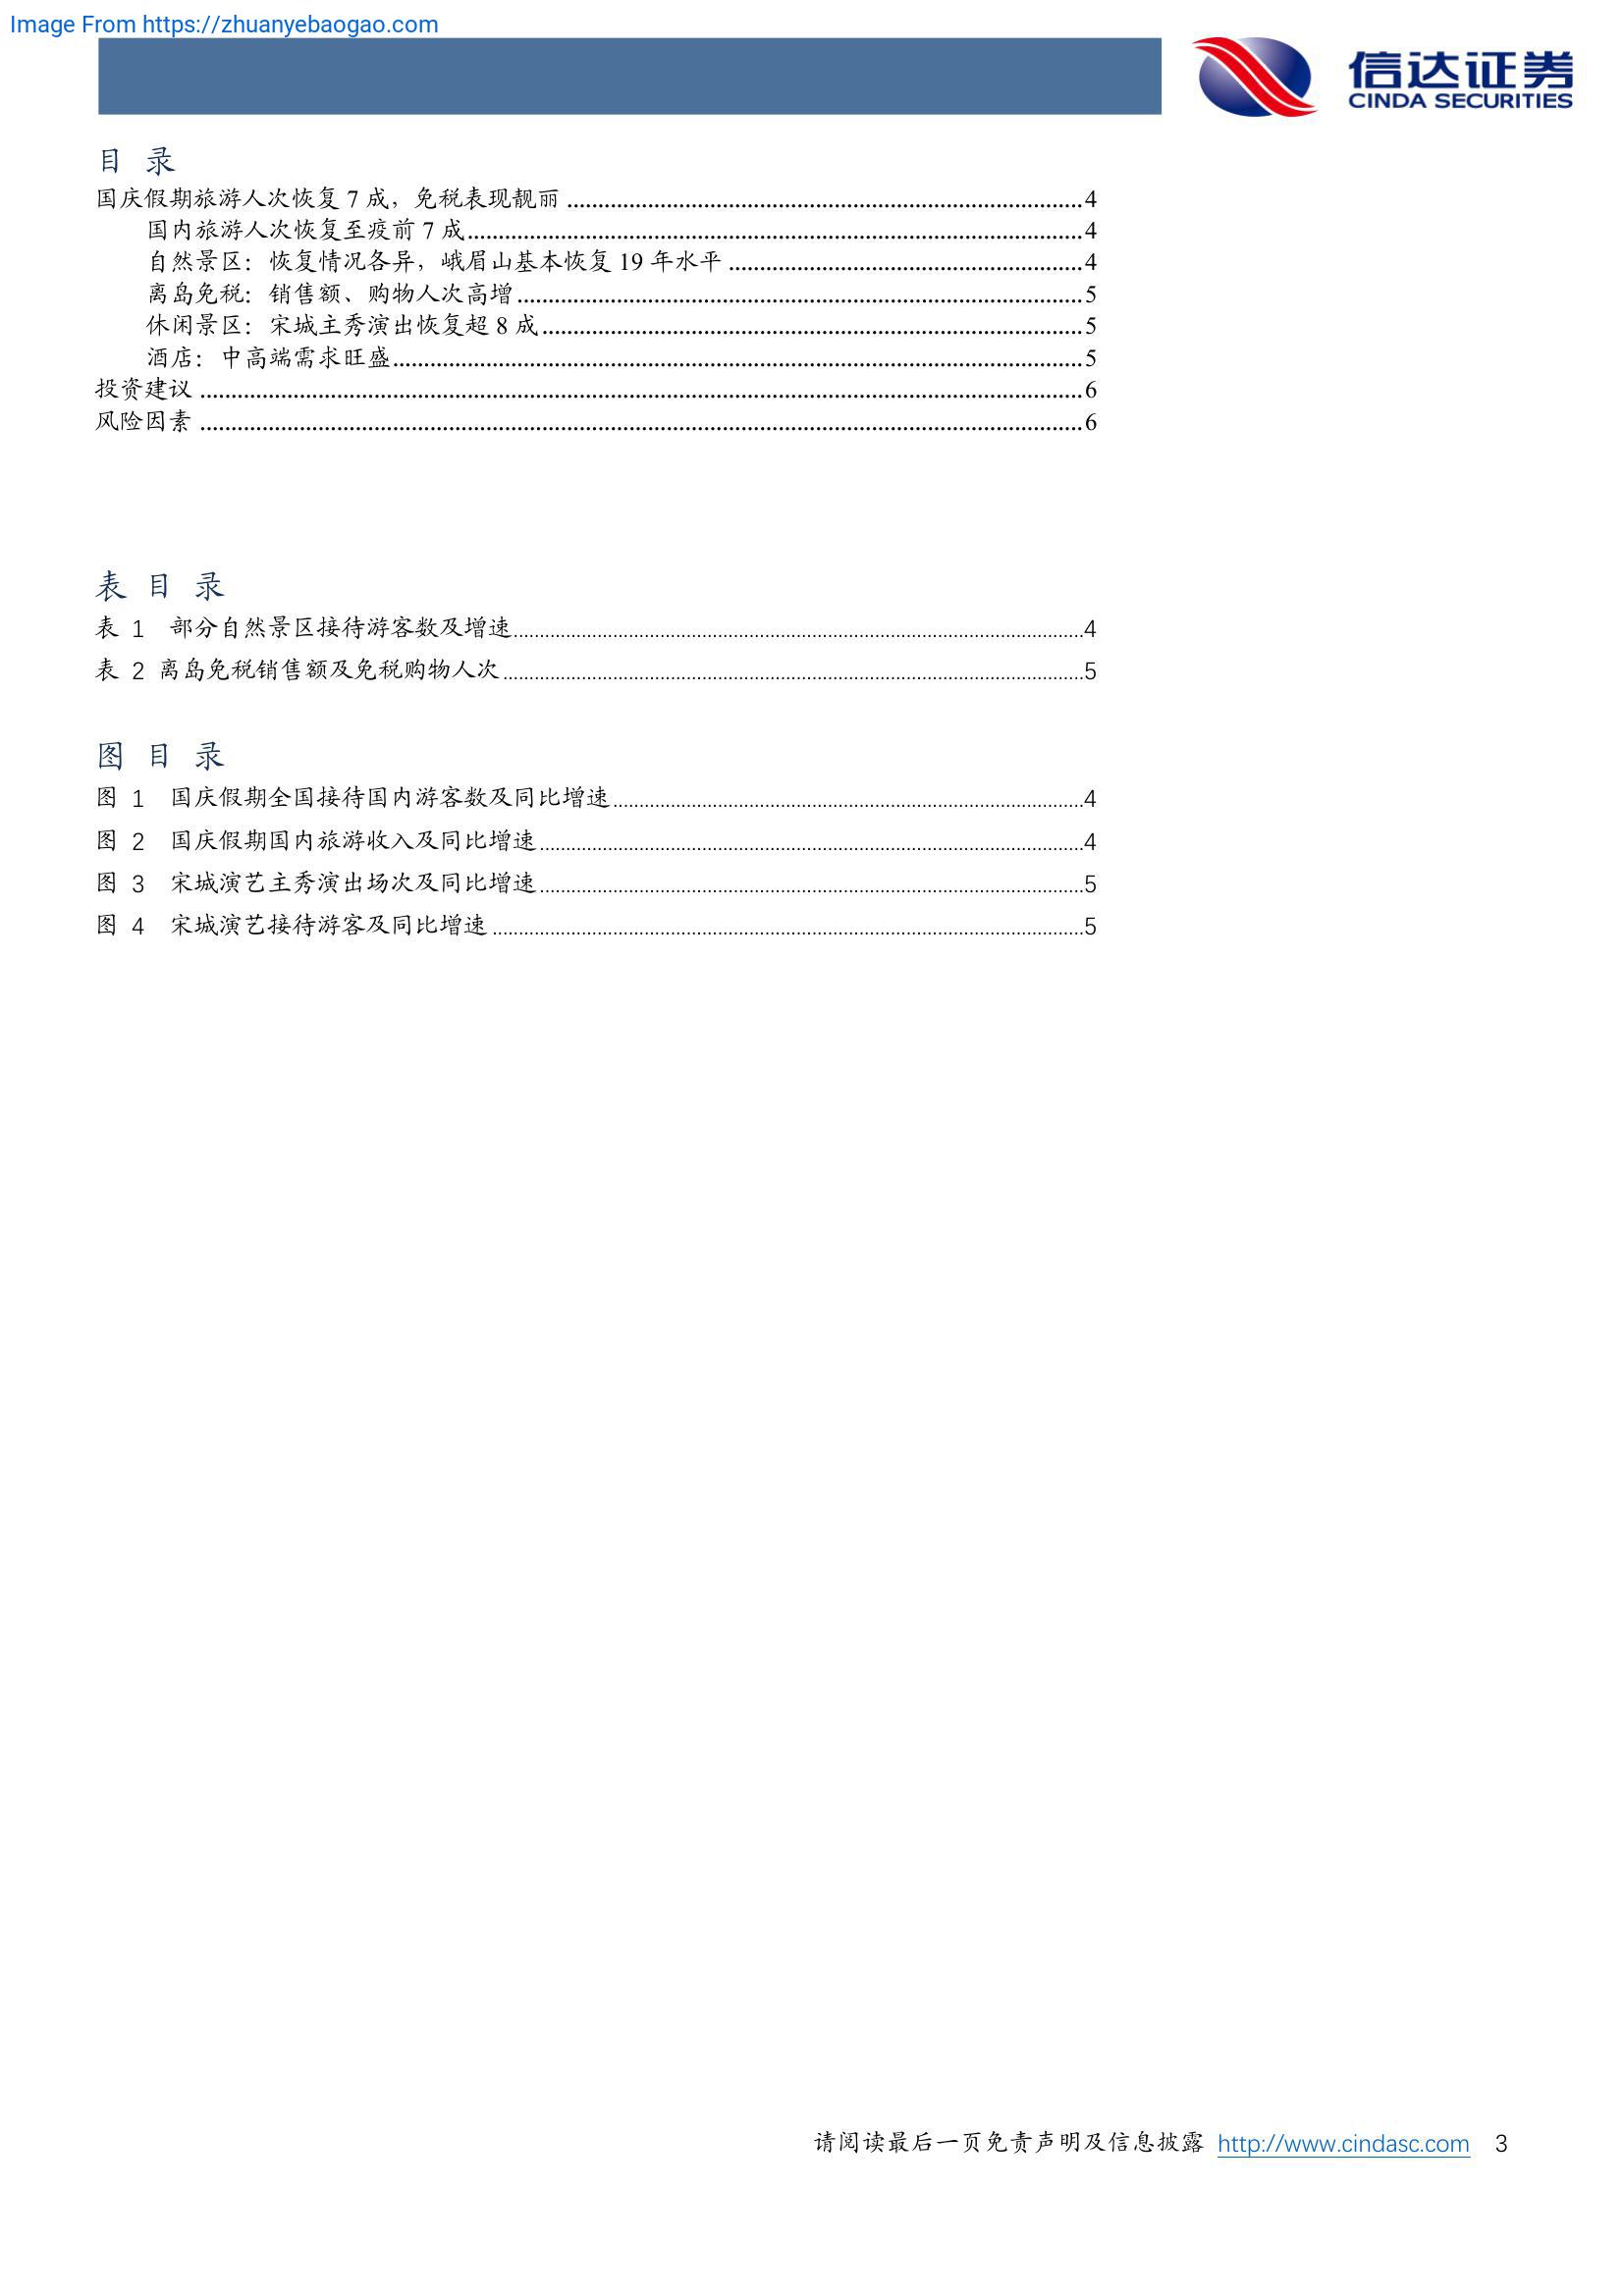 Image From https://zhuanyebaogao.com
信达证券
CINDA SECURITIES
目 录
国庆假期旅游人次恢复 7 成，免税表现靓丽 ........................................ 4
国内旅游人次恢复至疫前 7 成 ........................................ 4
自然景区：恢复情况各异，峨眉山基本恢复 19 年水平 ........................................ 4
离岛免税：销售额、购物人次高增 ........................................ 5
休闲景区：宋城主秀演出恢复超 8 成 ........................................ 5
酒店：中高端需求旺盛 ........................................ 5
投资建议 ........................................ 6
风险因素 ........................................ 6
表 目 录
表 1 部分自然景区接待游客数及增速 ........................................ 4
表 2 离岛免税销售额及免税购物人次 ........................................ 5
图 目 录
图 1 国庆假期全国接待国内游客数及同比增速 ........................................ 4
图 2 国庆假期国内旅游收入及同比增速 ........................................ 4
图 3 宋城演艺主秀演出场次及同比增速 ........................................ 5
图 4 宋城演艺接待游客及同比增速 ........................................ 5
请阅读最后一页免责声明及信息披露 http://www.cindasc.com 3